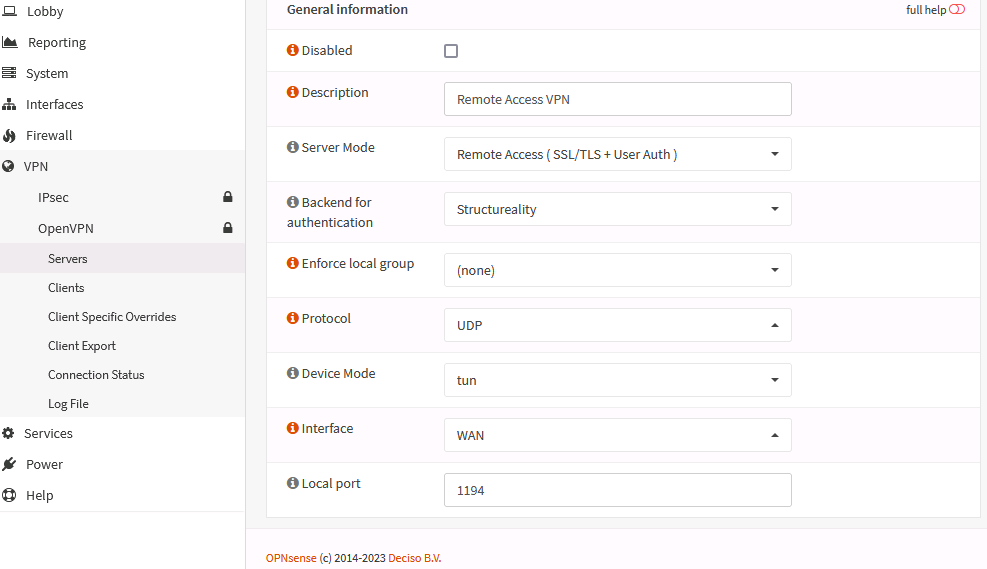 Lobby
Reporting
System
Interfaces
Firewall
VPN
IPsec
OpenVPN
Servers
Clients
Client Specific Overrides
Client Export
Connection Status
Log File
Services
Power
Help
General information
full help
Disabled
Description
Remote Access VPN
Server Mode
Remote Access ( SSL/TLS + User Auth )
Backend for
authentication
Structureality
Enforce local group
(none)
Protocol
UDP
Device Mode
tun
Interface
WAN
Local port
1194
OPNsense (c) 2014-2023 Deciso B.V.